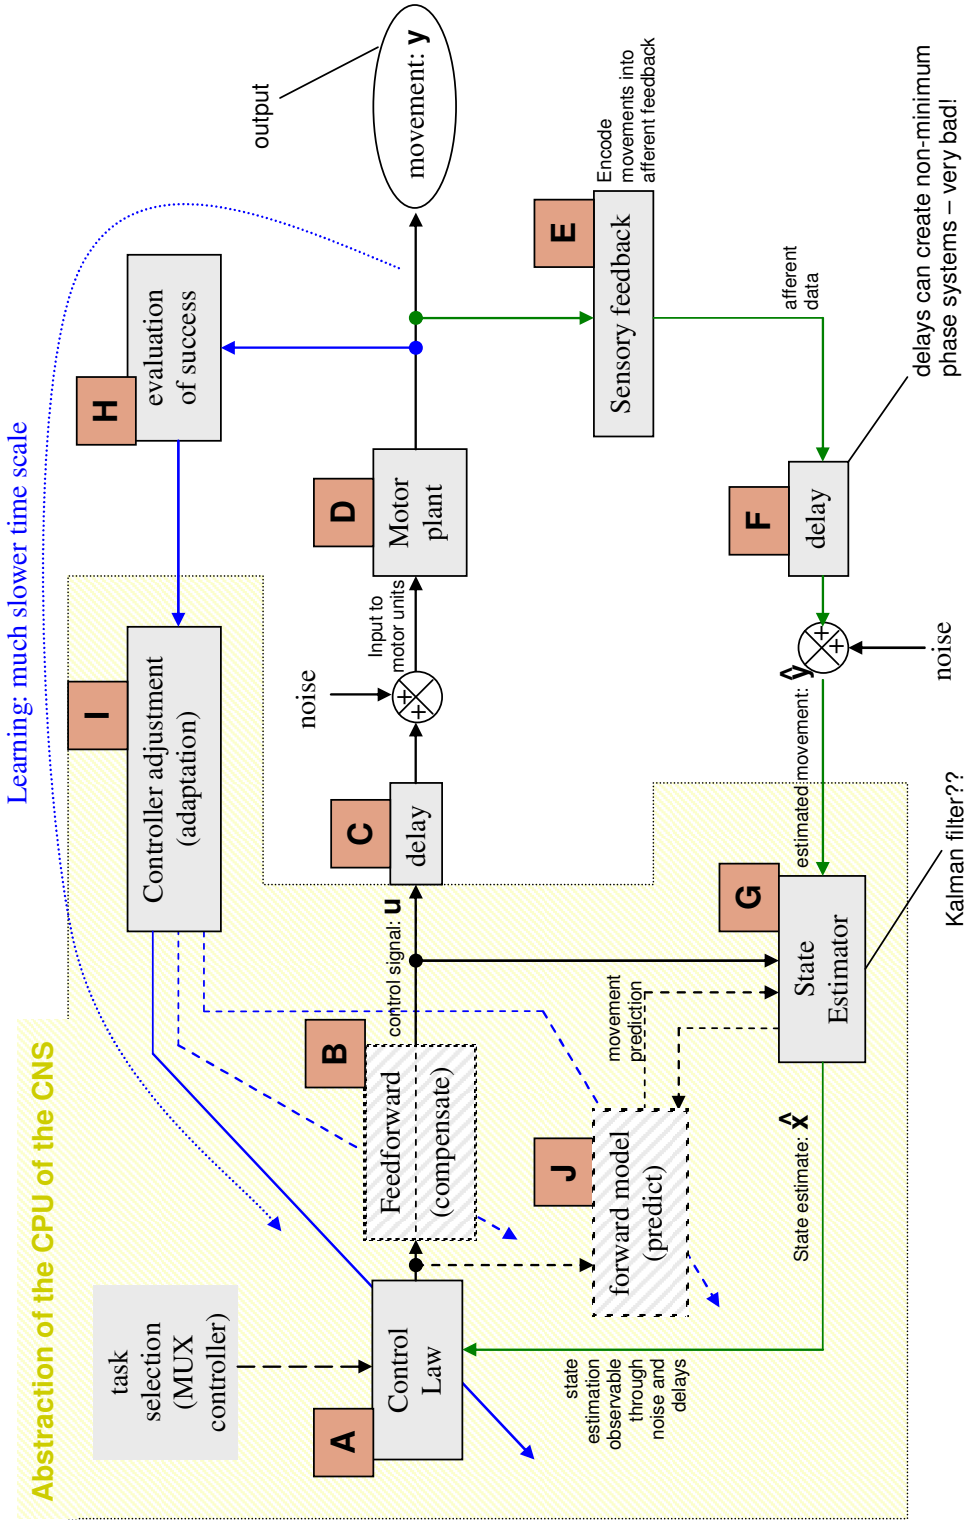 Learning: much slower time scale
Abstraction of the CPU of the CNS
task
selection
(MUX
controller)
A
Control
Law
B
Feedforward
(compensate)
control signal: u
C
delay
noise
+
+
Input to
motor units
D
Motor
plant
output
movement: y
H
evaluation
of success
I
Controller adjustment
(adaptation)
E
Sensory feedback
Encode
movements into
afferent feedback
afferent
data
F
delay
delays can create non-minimum
phase systems – very bad!
+
+
noise
estimated movement: ŷ
G
State
Estimator
Kalman filter??
movement
prediction
J
forward model
(predict)
State estimate: x̂
state
estimation
observable
through
noise and
delays